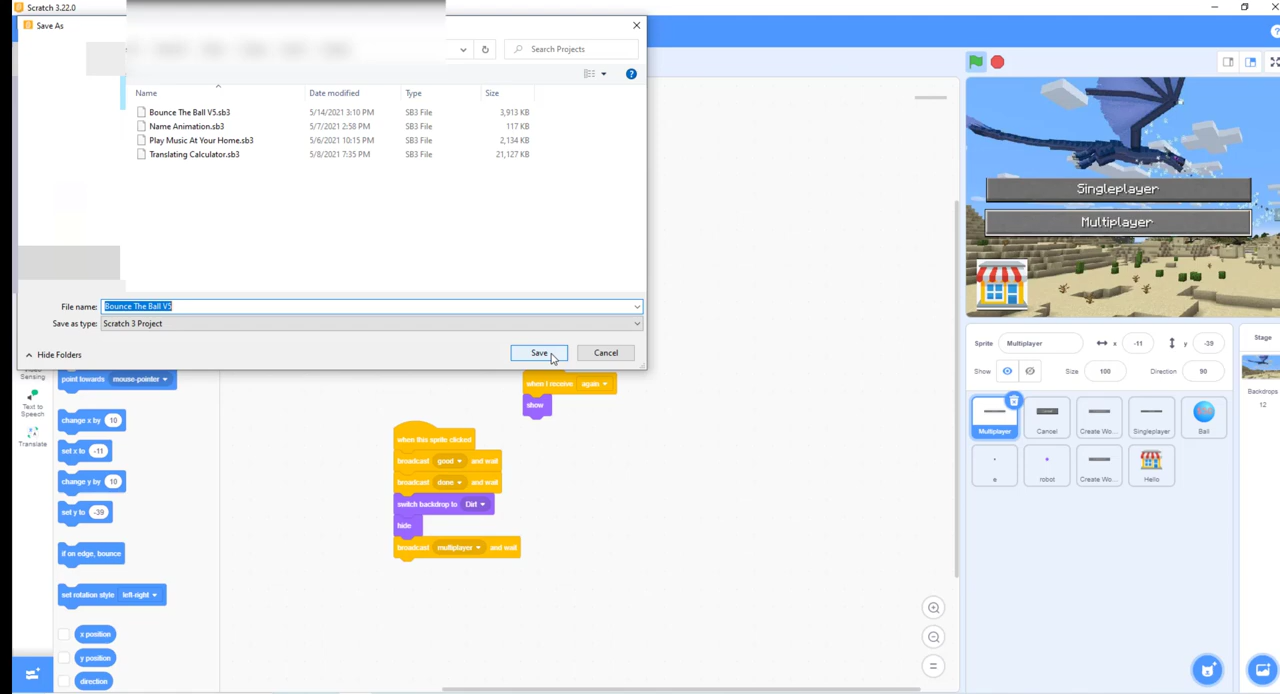 Scratch 3.22.0
Save As
Search Projects
Name Date modified Type Size
Bounce The Ball V5.sb3 5/14/2021 3:10 PM SB3 File 3,913 KB
Name Animation.sb3 5/7/2021 2:58 PM SB3 File 117 KB
Play Music At Your Home.sb3 5/6/2021 10:15 PM SB3 File 2,134 KB
Translating Calculator.sb3 5/8/2021 7:35 PM SB3 File 21,127 KB
File name: Bounce The Ball V5
Save as type: Scratch 3 Project
Hide Folders
Save Cancel
Singleplayer
Multiplayer
Sprite Multiplayer x -11 y -39
Show Size 100 Direction 90
Stage
Backdrops
12
Multiplayer Cancel Create Wo... Singleplayer Ball
e robot Create Wo... Hello
Sensing
Text to
Speech
Translate
point towards mouse-pointer
change x by 10
set x to -11
change y by 10
set y to -39
if on edge, bounce
set rotation style left-right
x position
y position
direction
when I receive again
show
when this sprite clicked
broadcast good and wait
broadcast done and wait
switch backdrop to Dirt
hide
broadcast multiplayer and wait